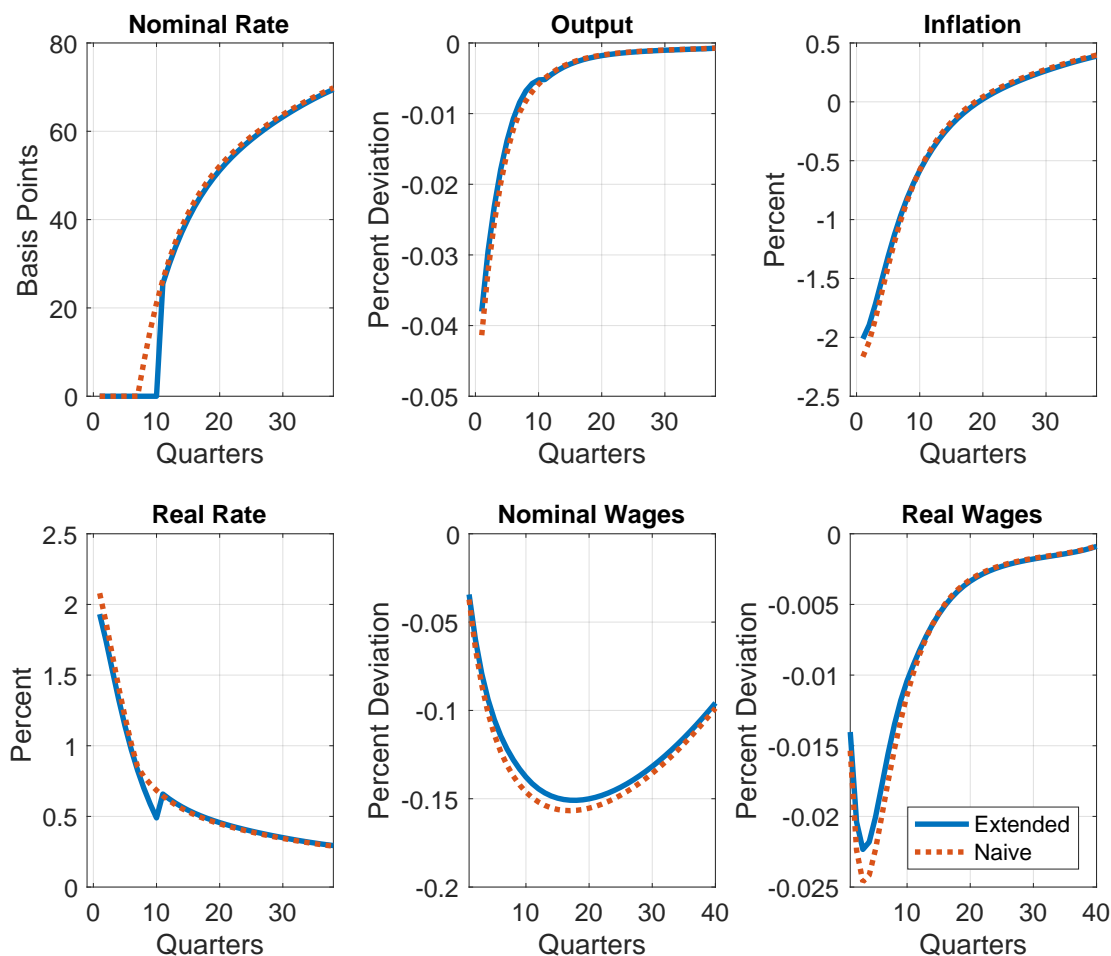 Nominal Rate
80
60
40
20
0
0 10 20 30
Basis Points
Quarters
Output
0
-0.01
-0.02
-0.03
-0.04
-0.05
0 10 20 30
Percent Deviation
Quarters
Inflation
0.5
0
-0.5
-1
-1.5
-2
-2.5
0 10 20 30
Percent
Quarters
Real Rate
2.5
2
1.5
1
0.5
0
0 10 20 30
Percent
Quarters
Nominal Wages
0
-0.05
-0.1
-0.15
-0.2
10 20 30 40
Percent Deviation
Quarters
Real Wages
0
-0.005
-0.01
-0.015
-0.02
-0.025
10 20 30 40
Percent Deviation
Quarters
Extended
Naive